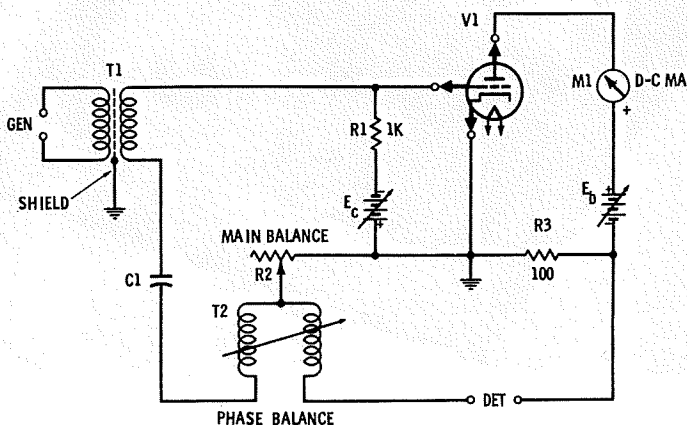 V1
T1
M1
D-C MA
+
GEN
R1
1K
SHIELD
E_C
+
E_b
+
-
MAIN BALANCE
R3
R2
100
C1
T2
DET
PHASE BALANCE